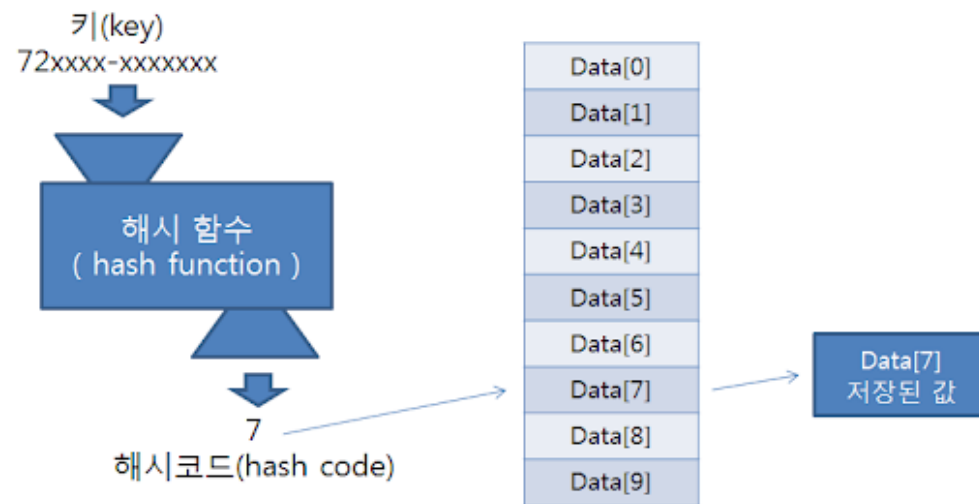 키(key)
72xxxx-xxxxxxx
해시 함수
( hash function )
7
해시코드(hash code)
Data[0]
Data[1]
Data[2]
Data[3]
Data[4]
Data[5]
Data[6]
Data[7]
Data[8]
Data[9]
Data[7]
저장된 값